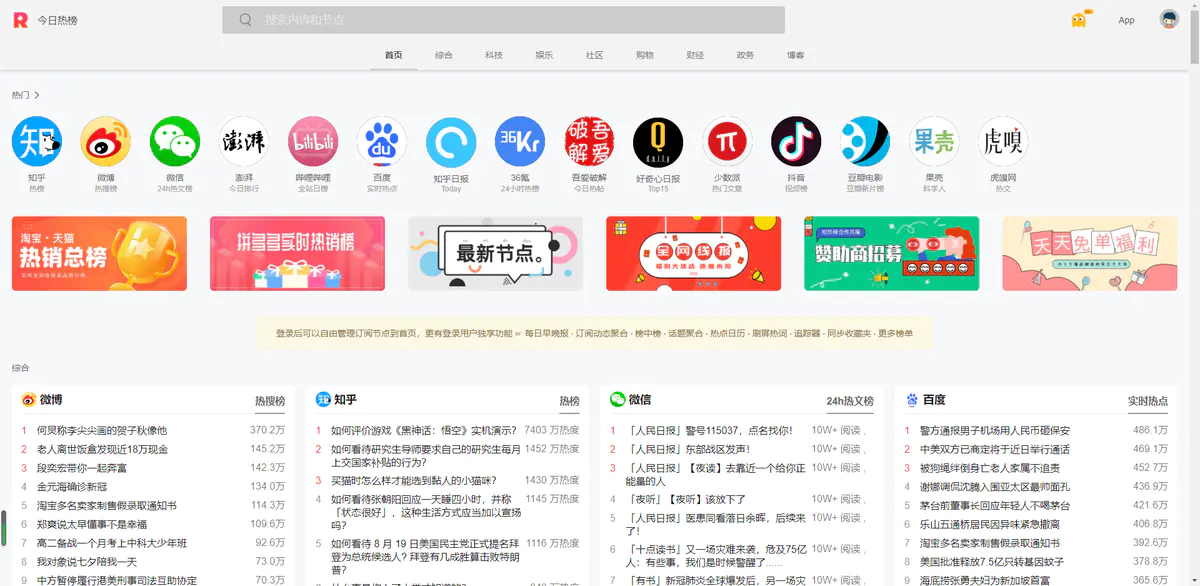 今日热榜
搜索内容和节点
App
首页 综合 科技 娱乐 社区 购物 财经 政务 博客
热门
知
澎湃
bilibili
du
36Kr
破吾
解爱
Q
daily
π
果壳
虎嗅
知乎 微博 微信 澎湃 哔哩哔哩 百度 知乎日报 36氪 吾爱破解 好奇心日报 少数派 抖音 豆瓣电影 果壳 虎嗅网
热榜 热搜榜 24h热文榜 今日排行 全站日榜 实时热点 Today 24小时热榜 今日热帖 Top15 热门文章 视频榜 豆瓣新片榜 科学人 热文
淘宝·天猫
热销总榜
拼多多实时热销榜
最新节点。
全网线报
赞助商招募
天天免单福利
登录后可以自由管理订阅节点到首页，更有登录用户独享功能 ☞ 每日早晚报 · 订阅动态聚合 · 榜中榜 · 话题聚合 · 热点日历 · 刷屏热词 · 追踪器 · 同步收藏夹 · 更多榜单
综合
微博 热搜榜
1 何炅称李尖尖画的贺子秋像他 370.2万
2 老人离世饭盒发现近18万现金 145.2万
3 段奕宏带你一起奔富 142.3万
4 金元海确诊新冠 134.0万
5 淘宝多名卖家制售假录取通知书 114.3万
6 郑爽说太早懂事不是幸福 109.6万
7 高二备战一个月考上中科大少年班 92.6万
8 我对象说七夕陪我一天 73.0万
9 中方暂停履行港美刑事司法互助协定 70.3万
知乎 热榜
1 如何评价游戏《黑神话：悟空》实机演示? 7403 万热度
2 如何看待研究生导师要求自己的研究生每月 1452 万热度
上交国家补贴的行为?
3 买猫时怎么样才能选到黏人的小猫咪? 1430 万热度
4 如何看待张朝阳回应一天睡四小时，并称 1145 万热度
「状态很好」，这种生活方式应当加以宣扬
吗?
5 如何看待 8 月 19 日美国民主党正式提名拜 1116 万热度
登为总统候选人? 拜登有几成胜算击败特朗
普?
微信 24h热文榜
1 「人民日报」警号115037，点名找你! 10W+ 阅读 ,
2 「人民日报」东部战区发声! 10W+ 阅读 ,
3 「人民日报」【夜读】去靠近一个给你正 10W+ 阅读 ,
能量的人
4 「夜听」【夜听】该放下了 10W+ 阅读 ,
5 「人民日报」医患同看落日余晖，后续来 10W+ 阅读 ,
了!
6 「十点读书」又一场灾难来袭，危及75亿 10W+ 阅读 ,
人：有些事，我们是时候警醒了......
7 「有书」新冠肺炎全球爆发后，另一场灾 10W+ 阅读 ,
百度 实时热点
1 警方通报男子机场用人民币砸保安 486.1万
2 中美双方已商定将于近日举行通话 469.1万
3 被狗绳绊倒身亡老人家属不追责 452.7万
4 谢娜调侃沈腾入围亚太区最帅面孔 436.9万
5 茅台前董事长回应年轻人不喝茅台 421.6万
6 乐山五通桥居民因异味紧急撤离 406.8万
7 淘宝多名卖家制售假录取通知书 392.6万
8 美国批准释放7.5亿只转基因蚊子 378.8万
9 海底捞张勇夫妇为新加坡首富 365.6万